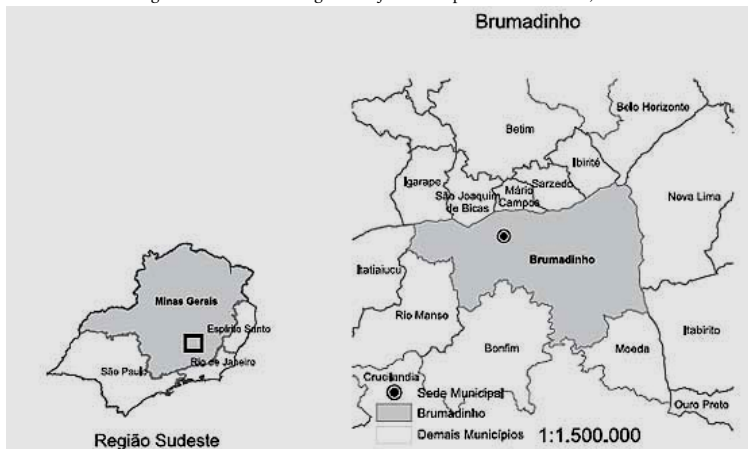 Brumadinho
Belo Horizonte
Betim
Ibirité
Igarapé
São Joaquim
de Bicas
Mário
Campos
Sarzedo
Nova Lima
Brumadinho
Itatiaiucú
Rio Manso
Bonfim
Moeda
Itabirito
Crucilandia
Ouro Preto
Sede Municipal
Brumadinho
Demais Municípios
1:1.500.000
Minas Gerais
Espírito Santo
Rio de Janeiro
São Paulo
Região Sudeste